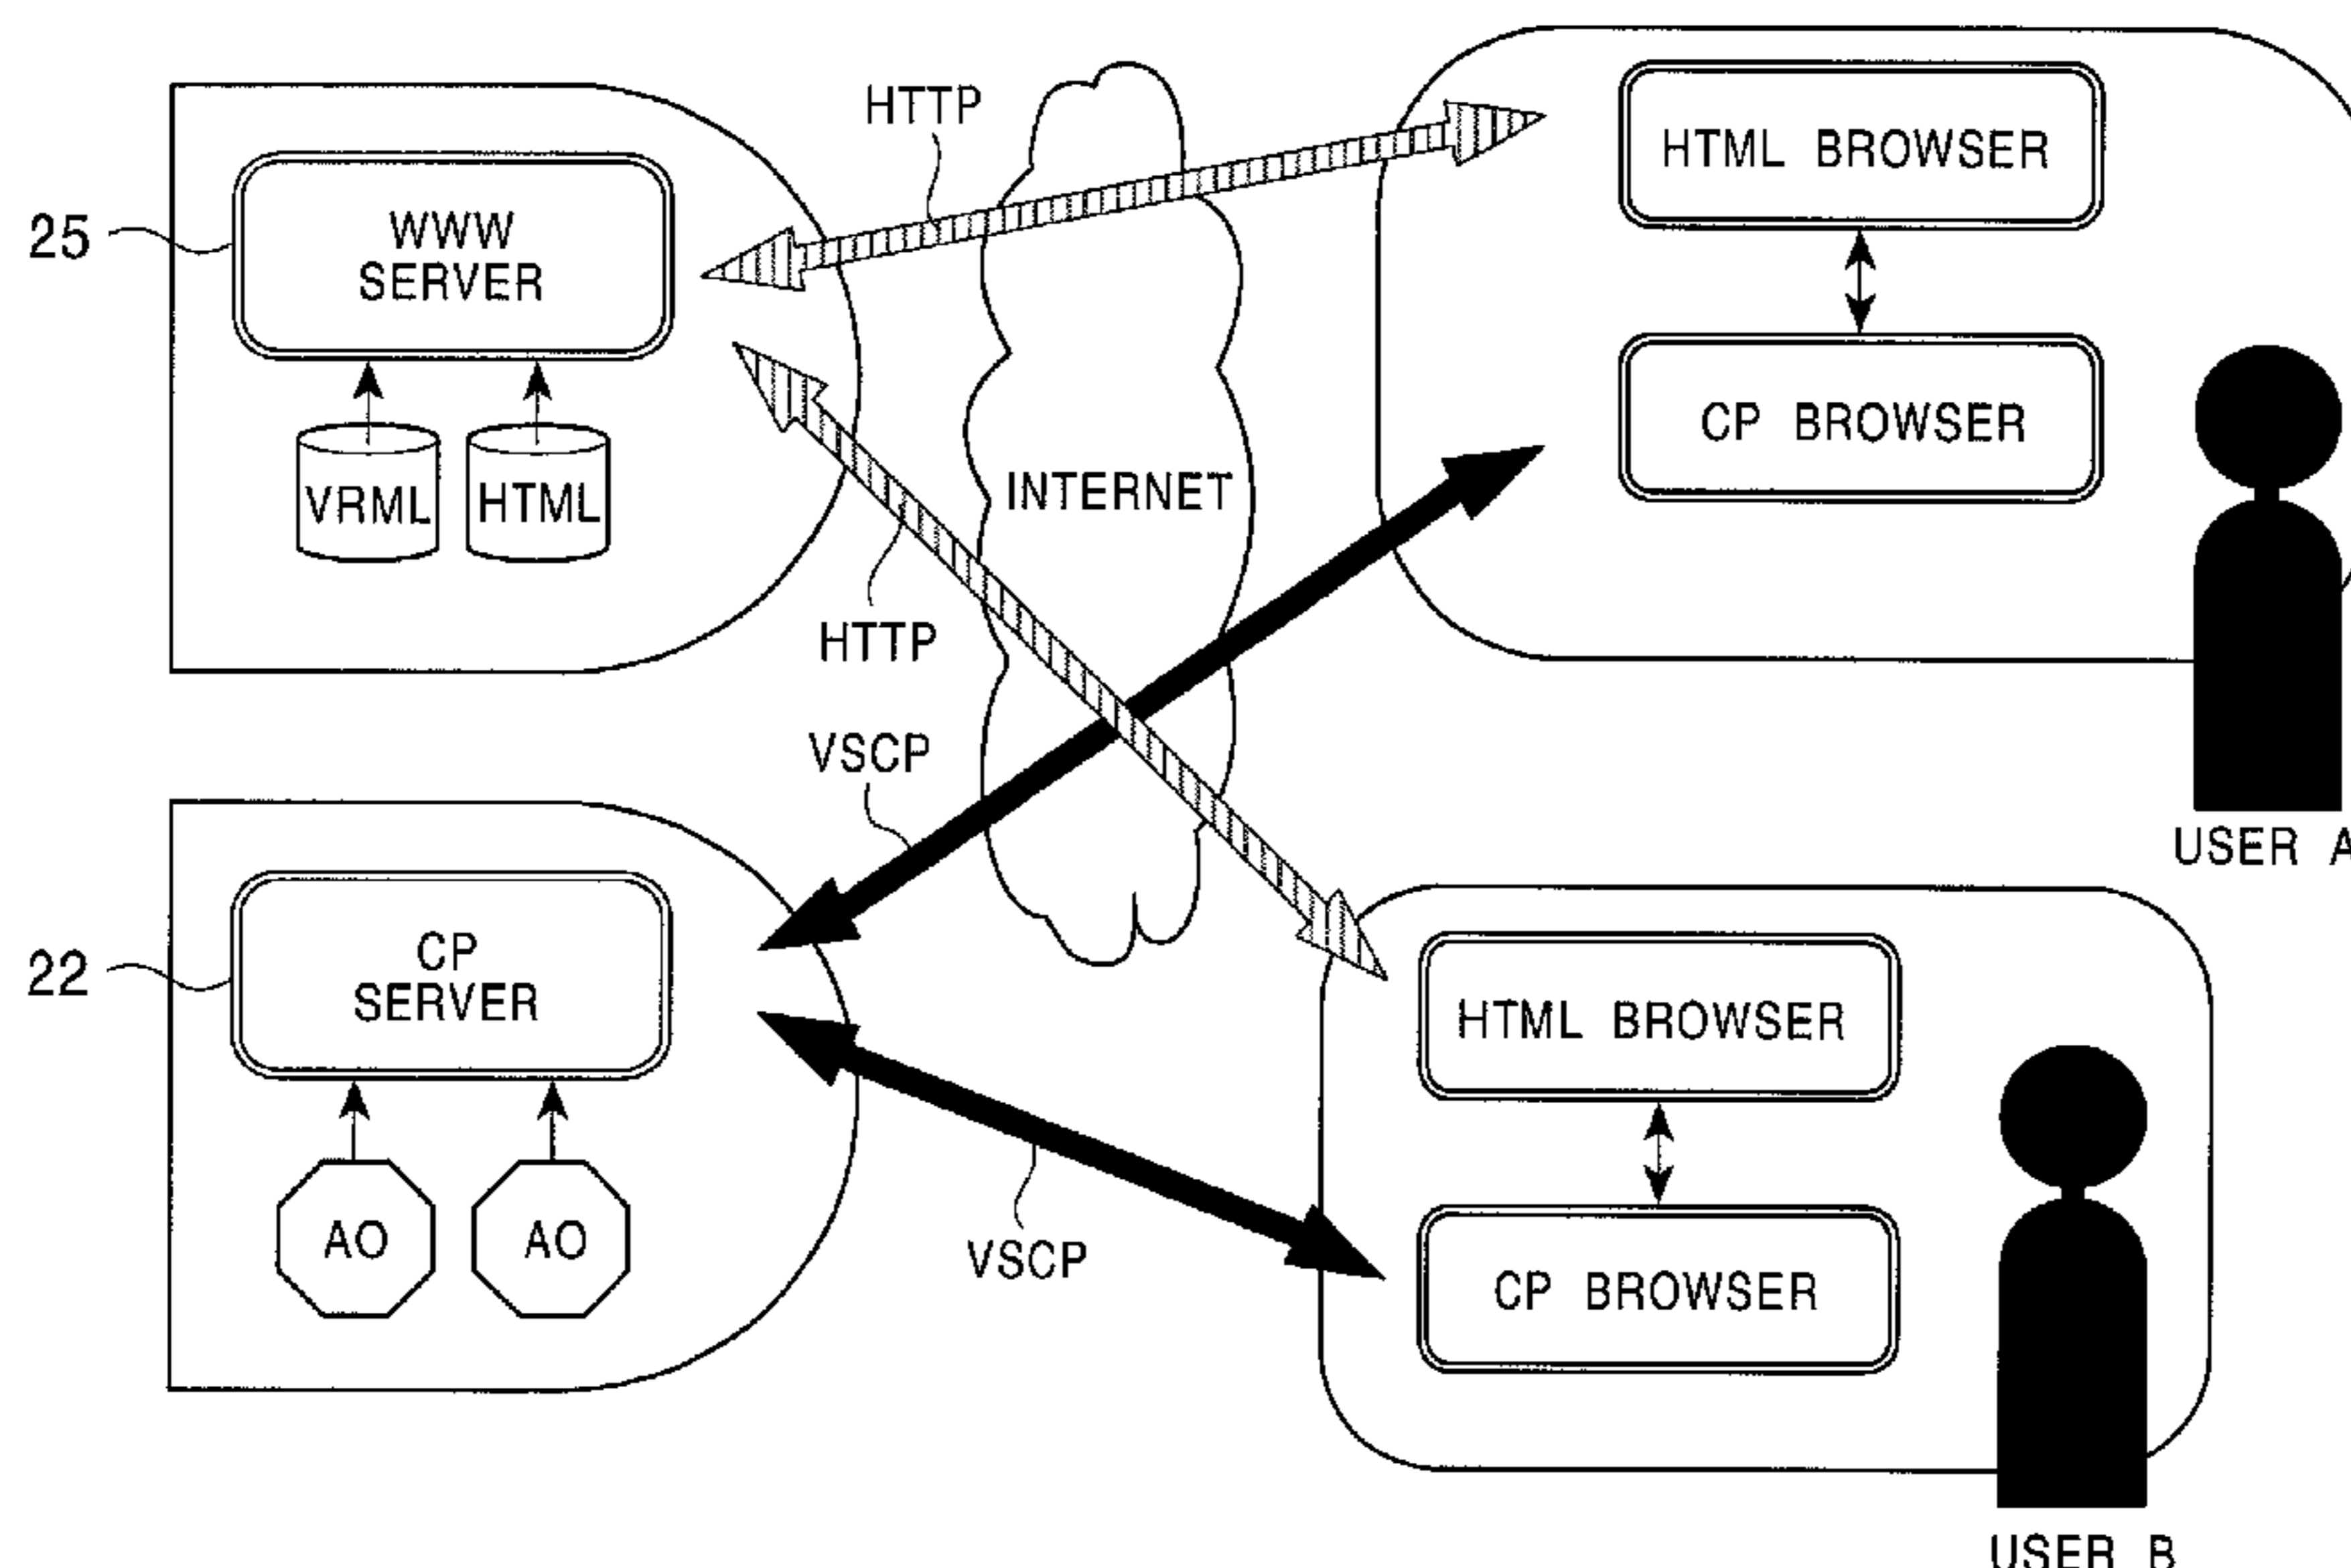 HTTP
HTML BROWSER
25
WWW
SERVER
CP BROWSER
VRML
HTML
INTERNET
HTTP
VSCP
USER A
22
CP
SERVER
HTML BROWSER
AO
AO
VSCP
CP BROWSER
USER B